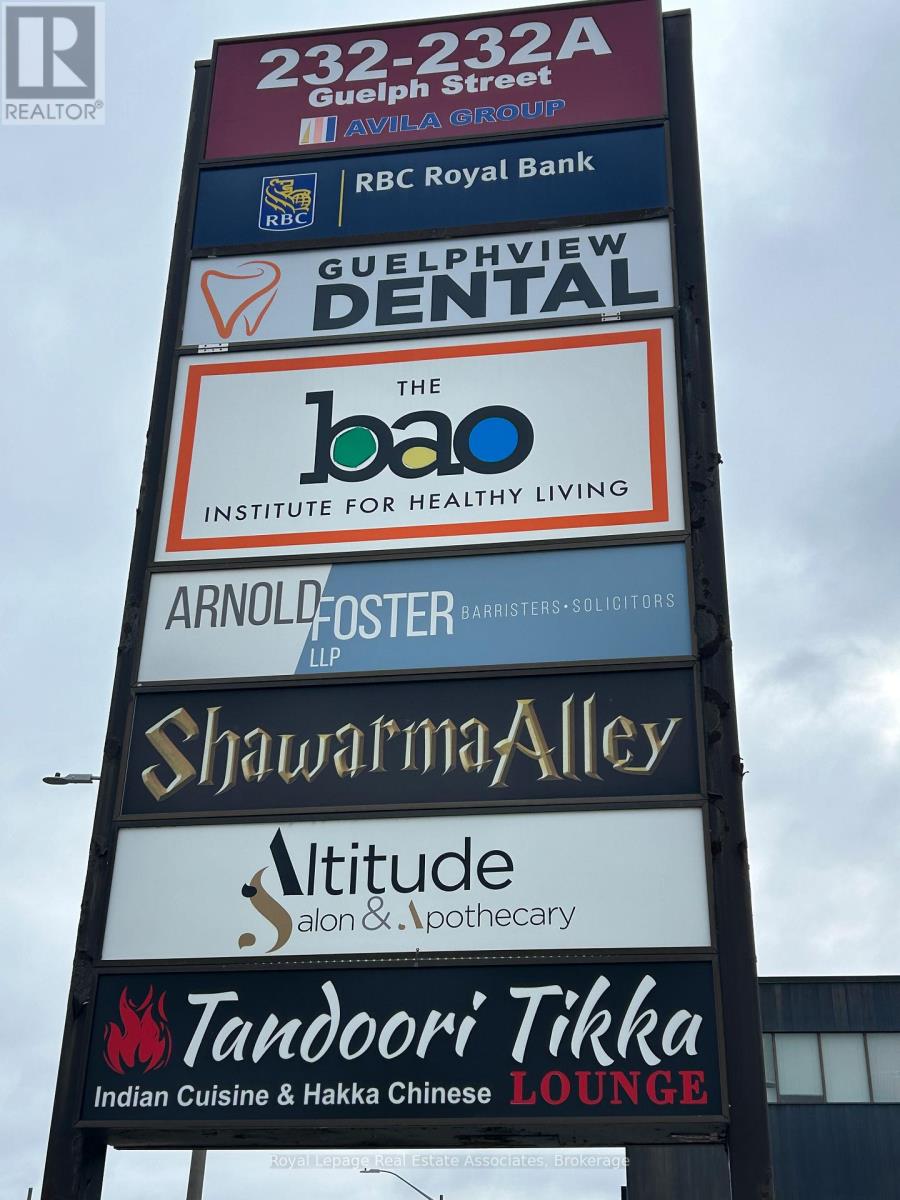 REALTOR®
232-232A
Guelph Street
AVILA GROUP
RBC
RBC Royal Bank
GUELPHVIEW
DENTAL
THE
bao
INSTITUTE FOR HEALTHY LIVING
ARNOLD
FOSTER BARRISTERS•SOLICITORS
LLP
Shawarma Alley
Altitude
Salon & Apothecary
Tandoori Tikka
Indian Cuisine & Hakka Chinese LOUNGE
Royal Lepage Real Estate Associates, Brokerage